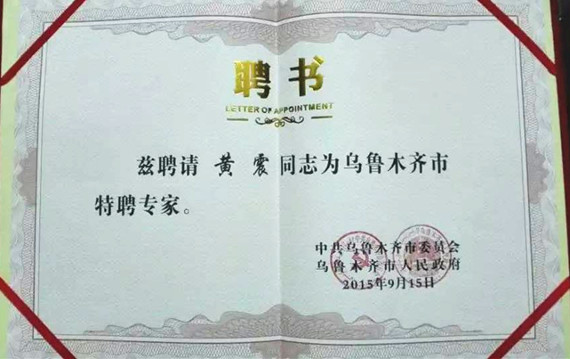 聘书
LETTER OF APPOINTMENT
兹聘请 黄 震 同志为乌鲁木齐市
特聘专家。
中共乌鲁木齐市委员会
乌鲁木齐市人民政府
2015年9月15日